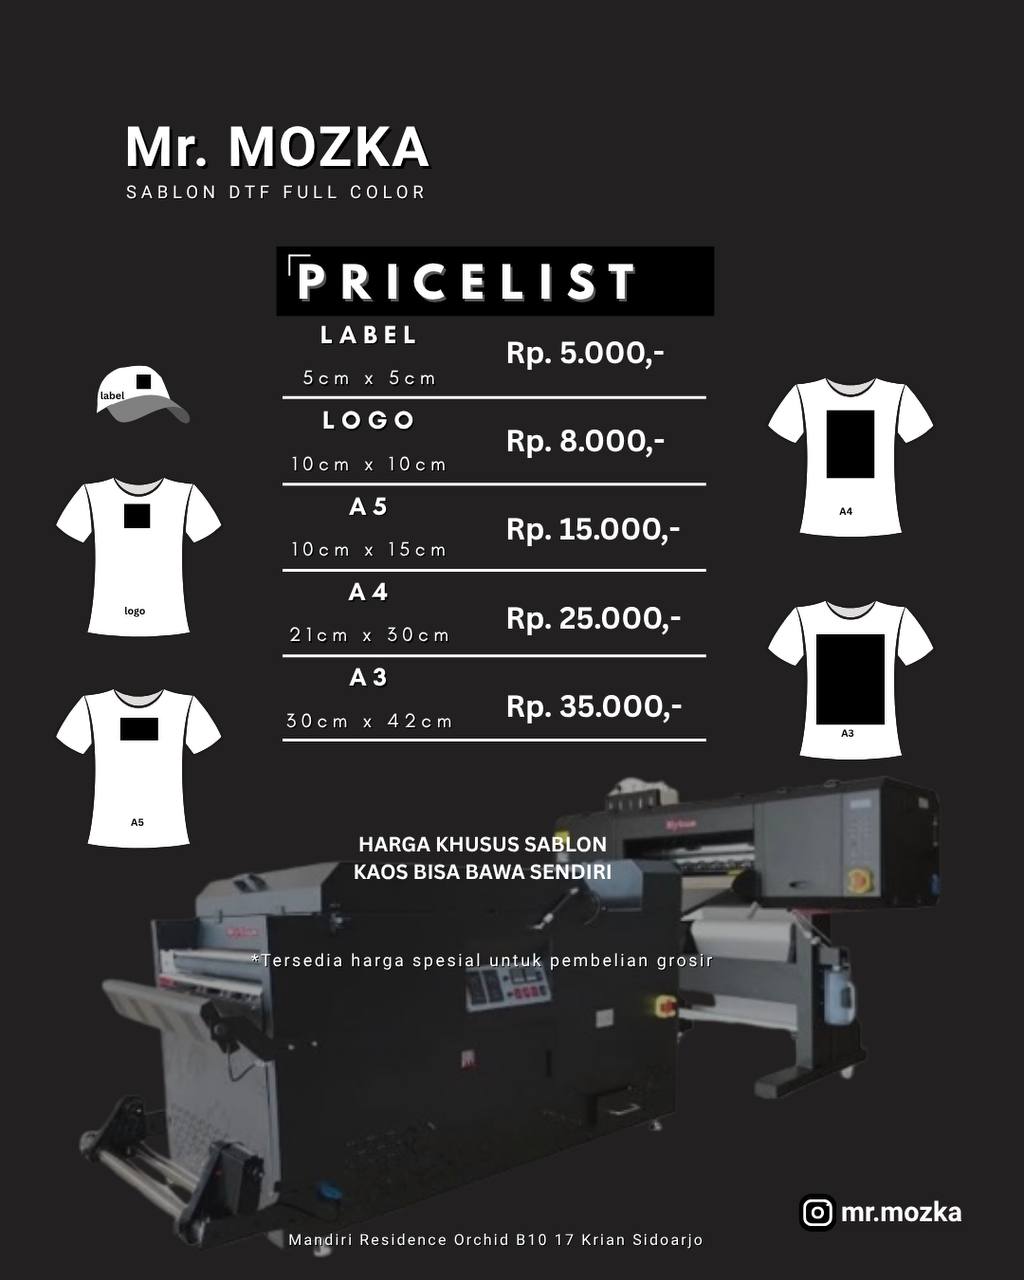 Mr. MOZKA
SABLON DTF FULL COLOR
PRICELIST
LABEL
5cm x 5cm
Rp. 5.000,-
LOGO
10cm x 10cm
Rp. 8.000,-
A5
10cm x 15cm
Rp. 15.000,-
A4
21cm x 30cm
Rp. 25.000,-
A3
30cm x 42cm
Rp. 35.000,-
label
logo
A5
A4
A3
HARGA KHUSUS SABLON
KAOS BISA BAWA SENDIRI
*Tersedia harga spesial untuk pembelian grosir
mr.mozka
Mandiri Residence Orchid B10 17 Krian Sidoarjo